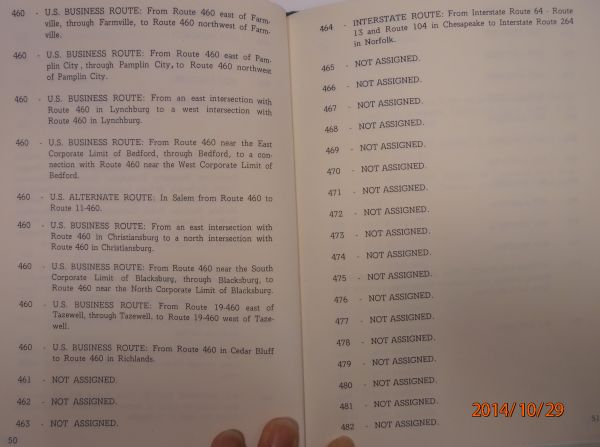 460 - U.S. BUSINESS ROUTE: From Route 460 east of Farm-
ville, through Farmville, to Route 460 northwest of Farm-
ville.
460 - U.S. BUSINESS ROUTE: From Route 460 east of Pam-
plin City, through Pamplin City, to Route 460 northwest
of Pamplin City.
460 - U.S. BUSINESS ROUTE: From an east intersection with
Route 460 in Lynchburg to a west intersection with
Route 460 in Lynchburg.
460 - U.S. BUSINESS ROUTE: From Route 460 near the East
Corporate Limit of Bedford, through Bedford, to a con-
nection with Route 460 near the West Corporate Limit of
Bedford.
460 - U.S. ALTERNATE ROUTE: In Salem from Route 460 to
Route 11-460.
460 - U.S. BUSINESS ROUTE: From an east intersection with
Route 460 in Christiansburg to a north intersection with
Route 460 in Christiansburg.
460 - U.S. BUSINESS ROUTE: From Route 460 near the South
Corporate Limit of Blacksburg, through Blacksburg, to
Route 460 near the North Corporate Limit of Blacksburg.
460 - U.S. BUSINESS ROUTE: From Route 19-460 east of
Tazewell, through Tazewell, to Route 19-460 west of Taze-
well.
460 - U.S. BUSINESS ROUTE: From Route 460 in Cedar Bluff
to Route 460 in Richlands.
461 - NOT ASSIGNED.
462 - NOT ASSIGNED.
463 - NOT ASSIGNED.
50
464 - INTERSTATE ROUTE: From Interstate Route 64 - Route
13 and Route 104 in Chesapeake to Interstate Route 264
in Norfolk.
465 - NOT ASSIGNED.
466 - NOT ASSIGNED.
467 - NOT ASSIGNED.
468 - NOT ASSIGNED.
469 - NOT ASSIGNED.
470 - NOT ASSIGNED.
471 - NOT ASSIGNED.
472 - NOT ASSIGNED.
473 - NOT ASSIGNED.
474 - NOT ASSIGNED.
475 - NOT ASSIGNED.
476 - NOT ASSIGNED.
477 - NOT ASSIGNED.
478 - NOT ASSIGNED.
479 - NOT ASSIGNED.
480 - NOT ASSIGNED.
481 - NOT ASSIGNED.
482 - NOT ASSIGNED.
51
2014/10/29